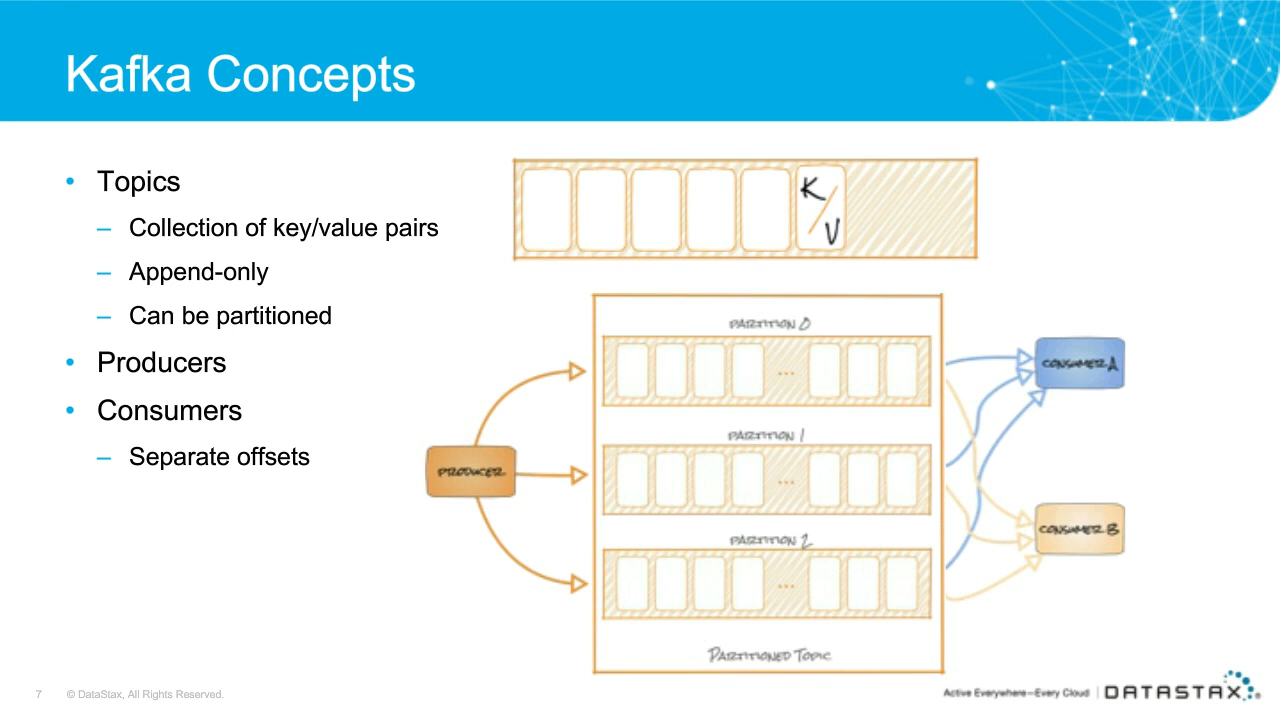 Kafka Concepts
• Topics
– Collection of key/value pairs
– Append-only
– Can be partitioned
• Producers
• Consumers
– Separate offsets
K/V
PARTITION 0
...
PARTITION 1
...
PARTITION 2
...
PARTITIONED TOPIC
PRODUCER
CONSUMER A
CONSUMER B
7 © DataStax, All Rights Reserved.
Active Everywhere—Every Cloud | DATASTAX